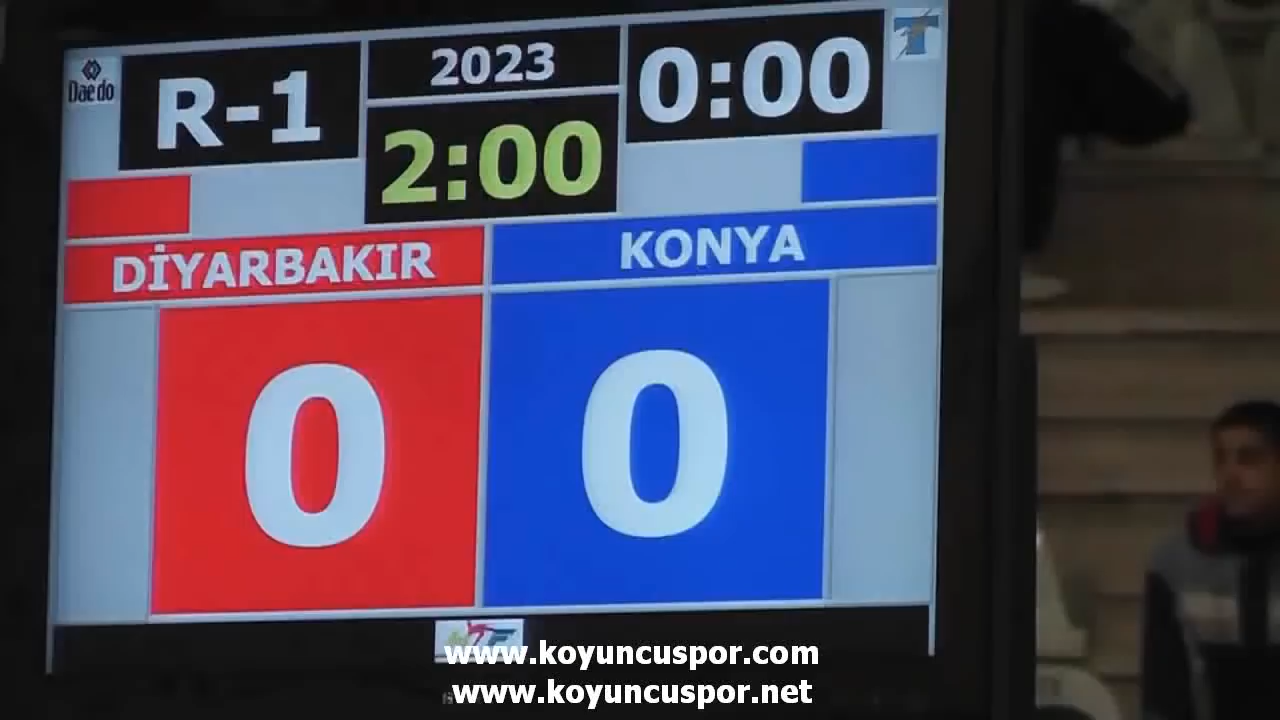 Daedo
R-1
2023
0:00
2:00
DİYARBAKIR
KONYA
0
0
www.koyuncuspor.com
www.koyuncuspor.net